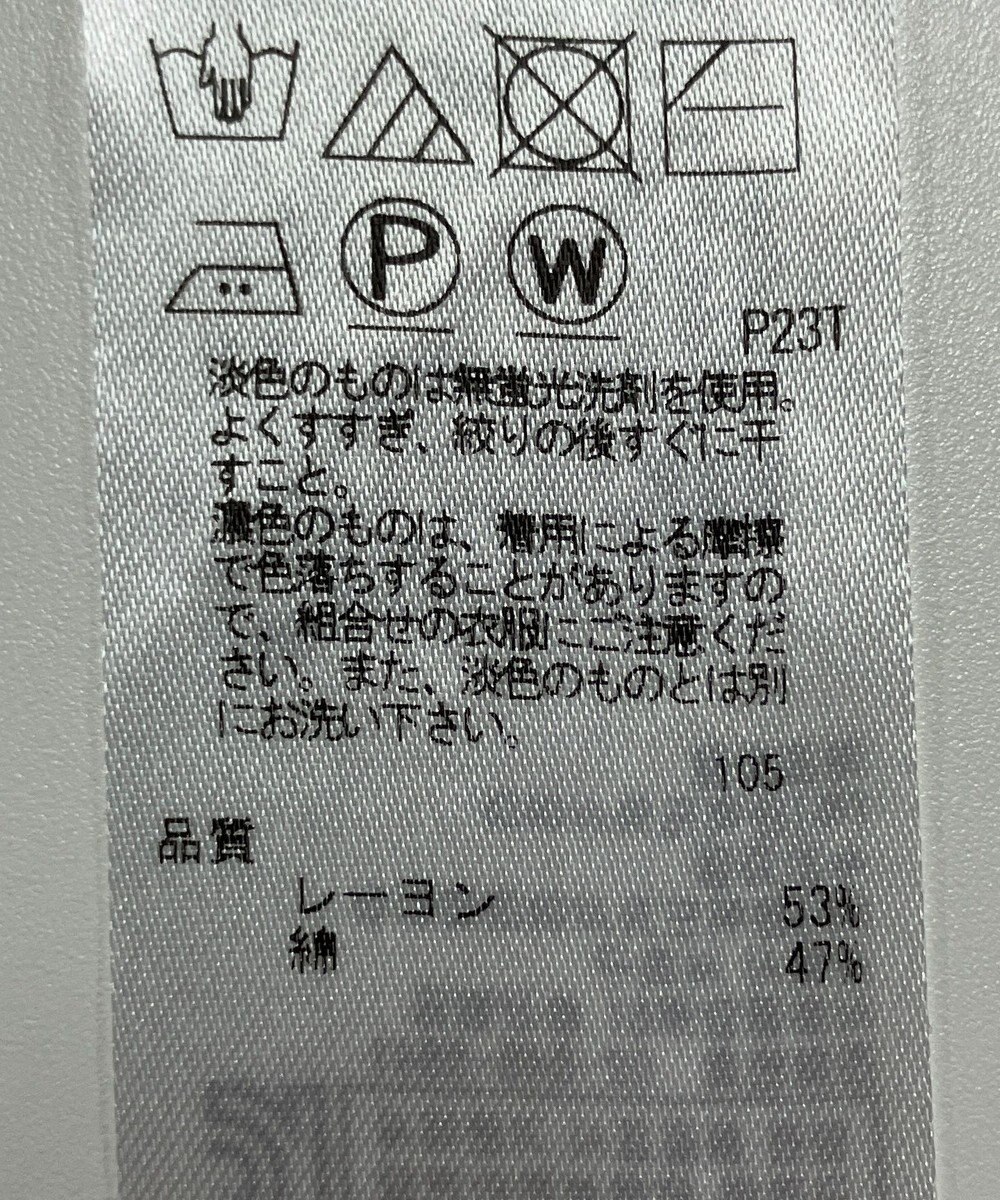 P
W
P23T
淡色のものは無蛍光洗剤を使用。
よくすすぎ、絞りの後すぐに干
すこと。
濃色のものは、着用による摩擦
で色落ちすることがありますの
で、組合せの衣服にご注意くだ
さい。また、淡色のものとは別
にお洗い下さい。
105
品質
レーヨン 53%
綿 47%